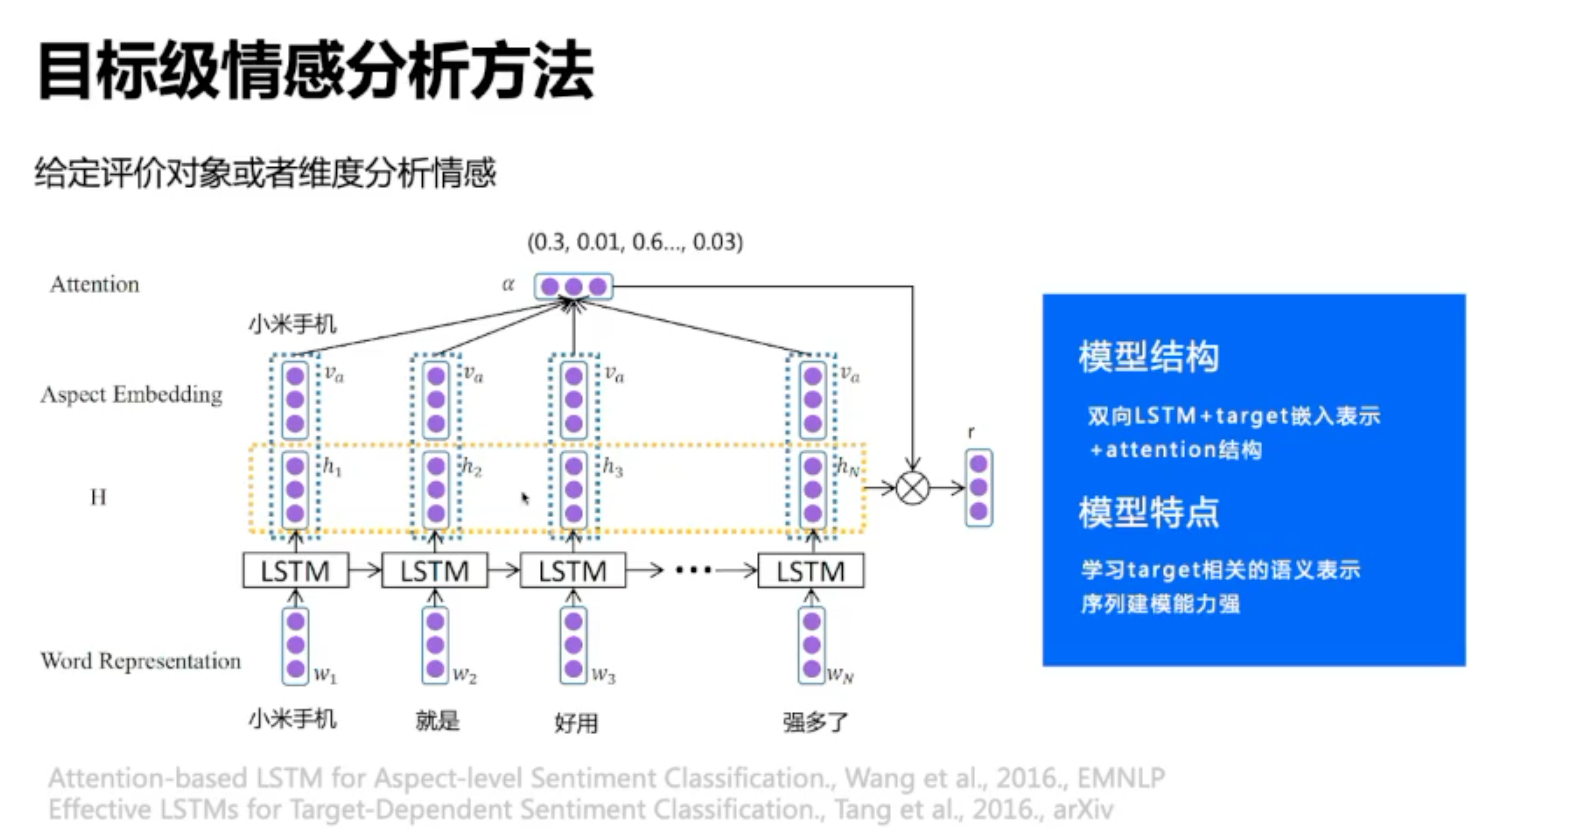 目标级情感分析方法
给定评价对象或者维度分析情感
(0.3, 0.01, 0.6..., 0.03)
Attention
α
小米手机
Aspect Embedding
v_a v_a v_a v_a
H
h_1 h_2 h_3 h_N
r
LSTM LSTM LSTM ... LSTM
Word Representation
w_1 w_2 w_3 w_N
小米手机 就是 好用 强多了
模型结构
双向LSTM+target嵌入表示
+attention结构
模型特点
学习target相关的语义表示
序列建模能力强
Attention-based LSTM for Aspect-level Sentiment Classification., Wang et al., 2016., EMNLP
Effective LSTMs for Target-Dependent Sentiment Classification., Tang et al., 2016., arXiv